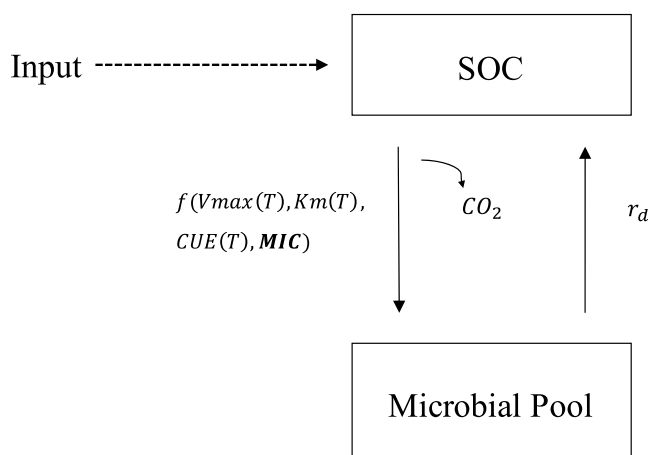 Input
SOC
f(Vmax(T), Km(T),
CUE(T), MIC)
CO₂
r_d
Microbial Pool